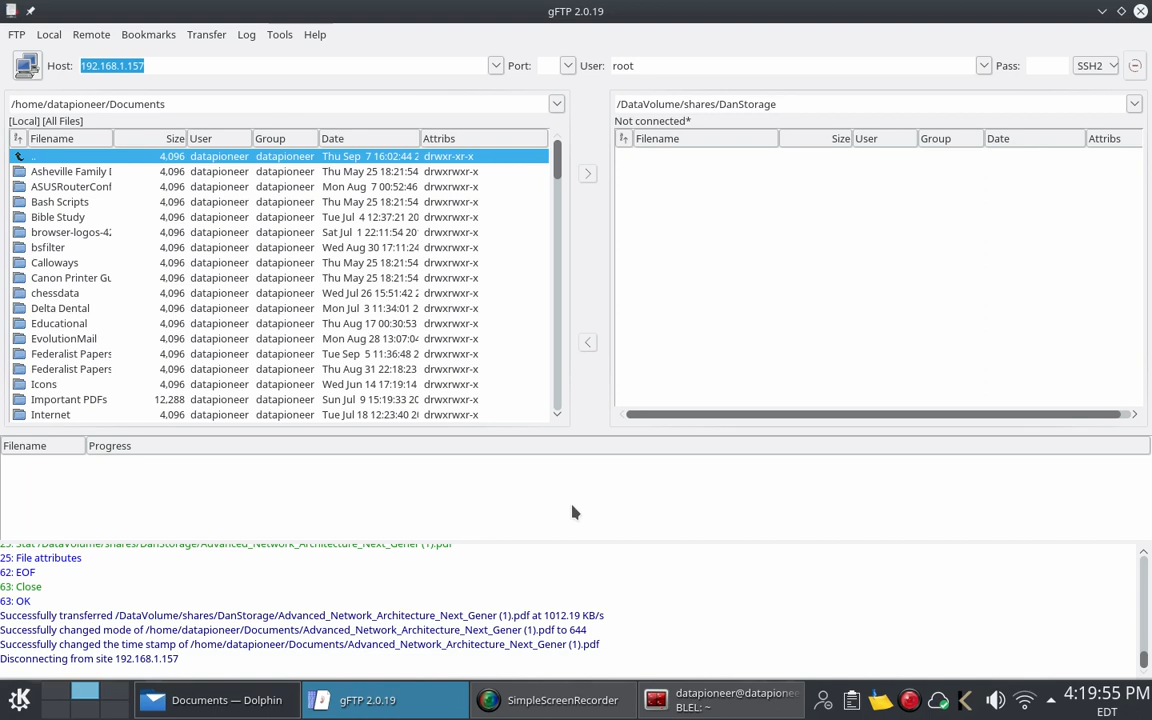 gFTP 2.0.19
FTP Local Remote Bookmarks Transfer Log Tools Help
Host: 192.168.1.157 Port: User: root Pass: SSH2
/home/datapioneer/Documents
[Local] [All Files]
Filename Size User Group Date Attribs
.. 4,096 datapioneer datapioneer Thu Sep 7 16:02:44 2 drwxr-xr-x
Asheville Family 4,096 datapioneer datapioneer Thu May 25 18:21:54 drwxrwxr-x
ASUSRouterConf 4,096 datapioneer datapioneer Mon Aug 7 00:52:46 drwxrwxr-x
Bash Scripts 4,096 datapioneer datapioneer Thu May 25 18:21:54 drwxrwxr-x
Bible Study 4,096 datapioneer datapioneer Tue Jul 4 12:37:21 20 drwxrwxr-x
browser-logos-42 4,096 datapioneer datapioneer Sat Jul 1 22:11:54 20 drwxrwxr-x
bsfilter 4,096 datapioneer datapioneer Wed Aug 30 17:11:24 drwxrwxr-x
Calloways 4,096 datapioneer datapioneer Thu May 25 18:21:54 drwxrwxr-x
Canon Printer Gu 4,096 datapioneer datapioneer Thu May 25 18:21:54 drwxrwxr-x
chessdata 4,096 datapioneer datapioneer Wed Jul 26 15:51:42 2 drwxrwxr-x
Delta Dental 4,096 datapioneer datapioneer Mon Jul 3 11:34:01 2 drwxrwxr-x
Educational 4,096 datapioneer datapioneer Thu Aug 17 00:30:53 drwxrwxr-x
EvolutionMail 4,096 datapioneer datapioneer Mon Aug 28 13:07:04 drwxrwxr-x
Federalist Papers 4,096 datapioneer datapioneer Tue Sep 5 11:36:48 2 drwxrwxr-x
Federalist Papers 4,096 datapioneer datapioneer Thu Aug 31 22:18:23 drwxrwxr-x
Icons 4,096 datapioneer datapioneer Wed Jun 14 17:19:14 drwxrwxr-x
Important PDFs 12,288 datapioneer datapioneer Sun Jul 9 15:19:33 20 drwxrwxr-x
Internet 4,096 datapioneer datapioneer Tue Jul 18 12:23:40 20 drwxrwxr-x
/DataVolume/shares/DanStorage
Not connected*
Filename Size User Group Date Attribs
Filename Progress
25: Stat /DataVolume/shares/DanStorage/Advanced_Network_Architecture_Next_Gener (1).pdf
25: File attributes
62: EOF
63: Close
63: OK
Successfully transferred /DataVolume/shares/DanStorage/Advanced_Network_Architecture_Next_Gener (1).pdf at 1012.19 KB/s
Successfully changed mode of /home/datapioneer/Documents/Advanced_Network_Architecture_Next_Gener (1).pdf to 644
Successfully changed the time stamp of /home/datapioneer/Documents/Advanced_Network_Architecture_Next_Gener (1).pdf
Disconnecting from site 192.168.1.157
Documents — Dolphin
gFTP 2.0.19
SimpleScreenRecorder
datapioneer@datapionee
BLEL: ~
4:19:55 PM
EDT